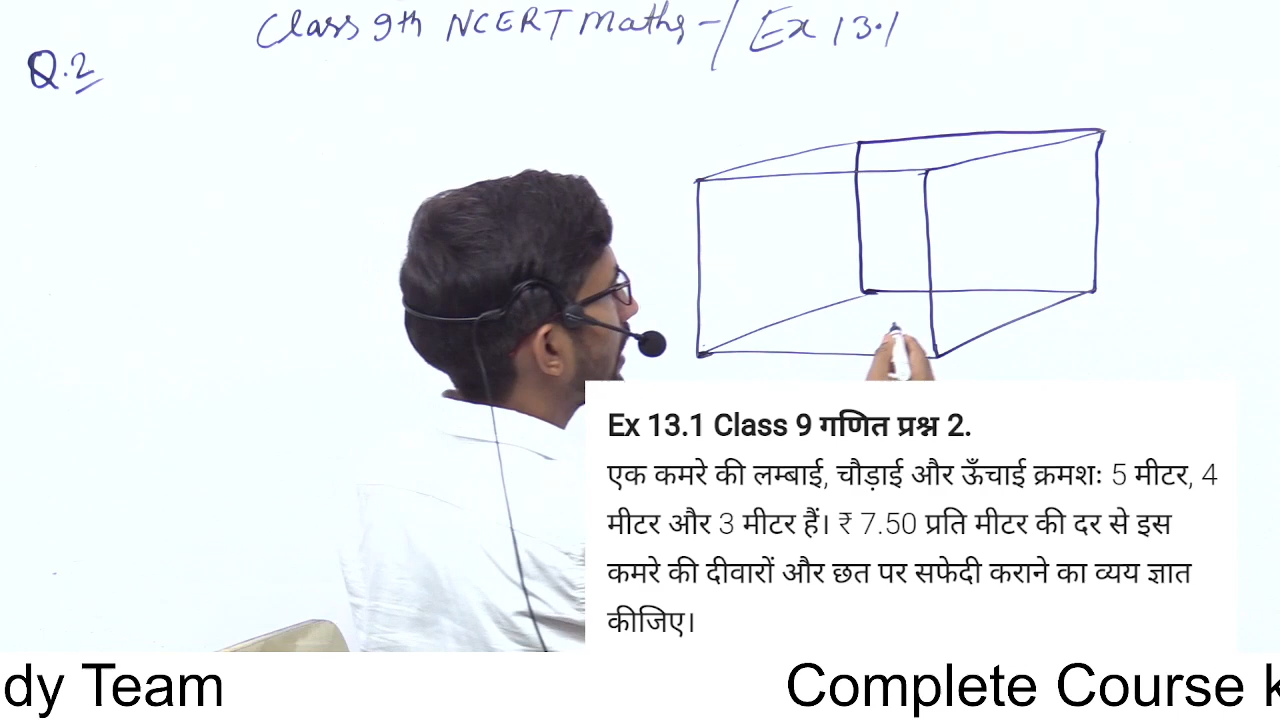 Class 9th NCERT Maths - / Ex 13.1
Q.2
Ex 13.1 Class 9 गणित प्रश्न 2.
एक कमरे की लम्बाई, चौड़ाई और ऊँचाई क्रमशः 5 मीटर, 4
मीटर और 3 मीटर हैं। ₹ 7.50 प्रति मीटर की दर से इस
कमरे की दीवारों और छत पर सफेदी कराने का व्यय ज्ञात
कीजिए।
dy Team Complete Course k